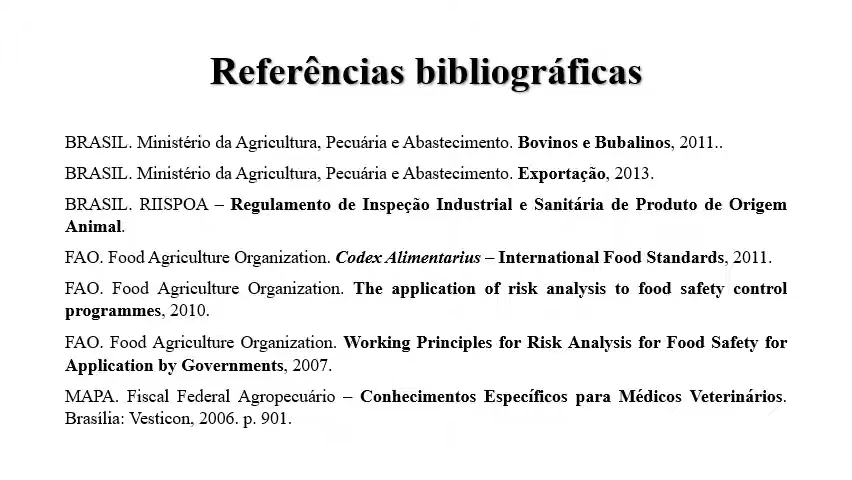 Referências bibliográficas
BRASIL. Ministério da Agricultura, Pecuária e Abastecimento. Bovinos e Bubalinos, 2011..
BRASIL. Ministério da Agricultura, Pecuária e Abastecimento. Exportação, 2013.
BRASIL. RIISPOA – Regulamento de Inspeção Industrial e Sanitária de Produto de Origem
Animal.
FAO. Food Agriculture Organization. Codex Alimentarius – International Food Standards, 2011.
FAO. Food Agriculture Organization. The application of risk analysis to food safety control
programmes, 2010.
FAO. Food Agriculture Organization. Working Principles for Risk Analysis for Food Safety for
Application by Governments, 2007.
MAPA. Fiscal Federal Agropecuário – Conhecimentos Específicos para Médicos Veterinários.
Brasília: Vesticon, 2006. p. 901.